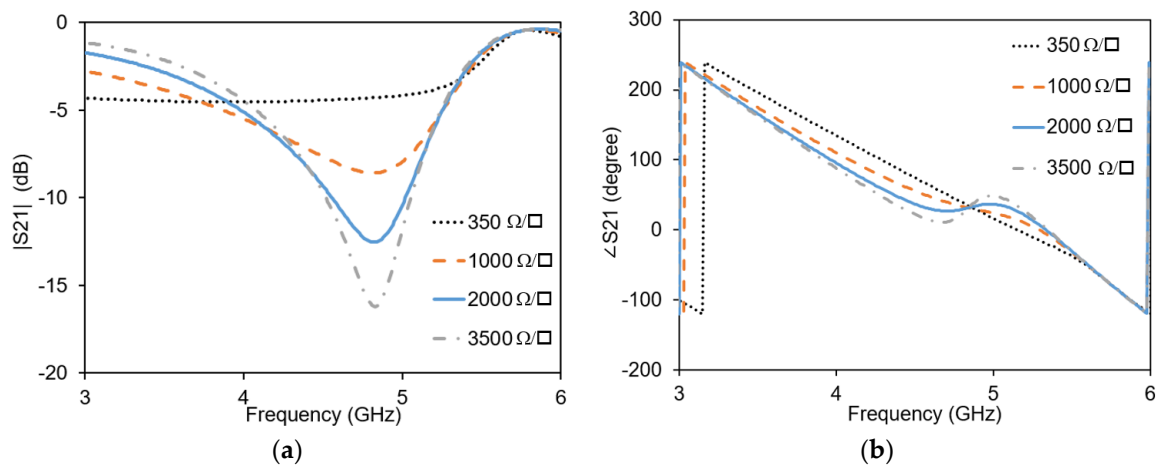 0
-5
-10
-15
-20
|S21| (dB)
350 Ω/□
1000 Ω/□
2000 Ω/□
3500 Ω/□
3 4 5 6
Frequency (GHz)
(a)
300
200
100
0
-100
-200
∠S21 (degree)
350 Ω/□
1000 Ω/□
2000 Ω/□
3500 Ω/□
3 4 5 6
Frequency (GHz)
(b)